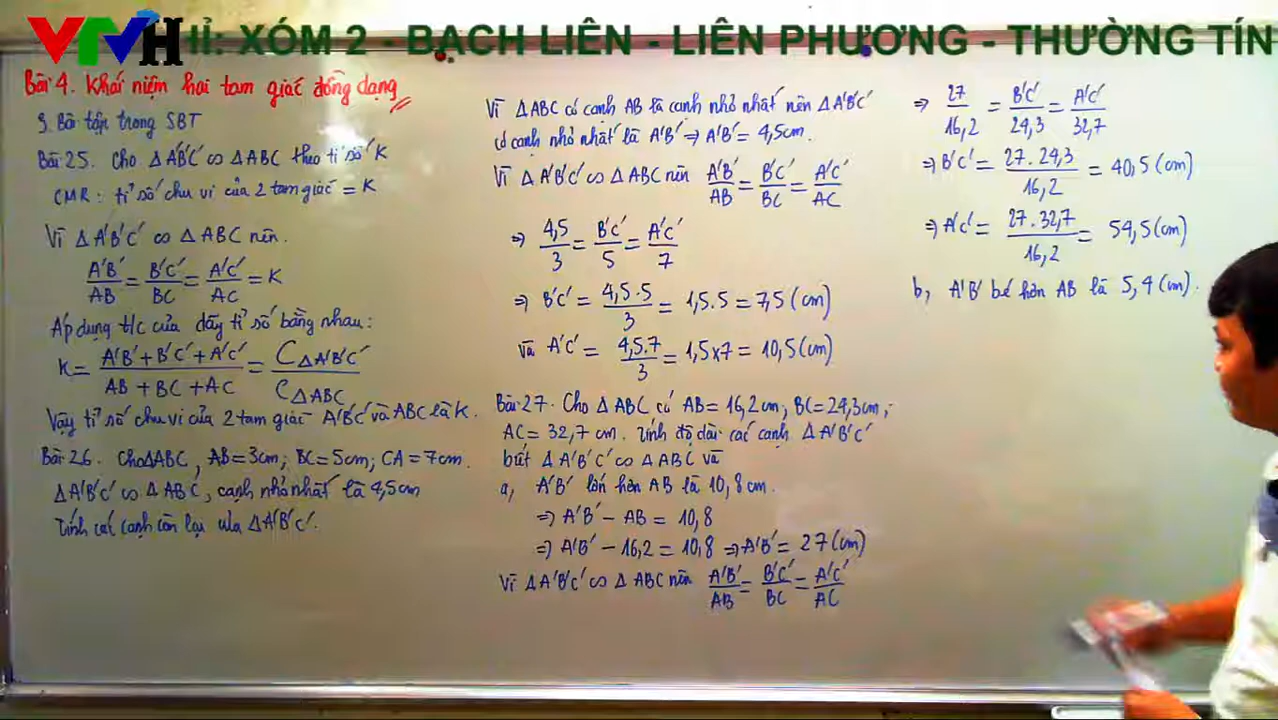 VTVH
HỈ: XÓM 2 - BẠCH LIÊN - LIÊN PHƯƠNG - THƯỜNG TÍN
Bài 4. Khái niệm hai tam giác đồng dạng
3. Bài tập trong SBT
Bài 25. Cho ΔA'B'C' ∽ ΔABC theo tỉ số K
CMR: tỉ số chu vi của 2 tam giác = K
Vì ΔA'B'C' ∽ ΔABC nên.
A'B'/AB = B'C'/BC = A'C'/AC = K
Áp dụng t/c của dãy tỉ số bằng nhau:
K = (A'B' + B'C' + A'C')/(AB + BC + AC) = CΔA'B'C'/CΔABC
Vậy tỉ số chu vi của 2 tam giác A'B'C' và ABC là K.
Bài 26. Cho ΔABC, AB = 3cm; BC = 5cm; CA = 7cm.
ΔA'B'C' ∽ ΔABC, cạnh nhỏ nhất là 4,5cm
Tính các cạnh còn lại của ΔA'B'C'.
Vì ΔABC có cạnh AB là cạnh nhỏ nhất nên ΔA'B'C'
có cạnh nhỏ nhất là A'B' ⇒ A'B' = 4,5cm.
Vì ΔA'B'C' ∽ ΔABC nên A'B'/AB = B'C'/BC = A'C'/AC
⇒ 4,5/3 = B'C'/5 = A'C'/7
⇒ B'C' = 4,5.5/3 = 1,5.5 = 7,5 (cm)
và A'C' = 4,5.7/3 = 1,5x7 = 10,5 (cm)
Bài 27. Cho ΔABC có AB = 16,2cm; BC = 24,3cm;
AC = 32,7 cm. Tính độ dài các cạnh ΔA'B'C'
biết ΔA'B'C' ∽ ΔABC và
a, A'B' lớn hơn AB là 10,8cm.
⇒ A'B' - AB = 10,8
⇒ A'B' - 16,2 = 10,8 ⇒ A'B' = 27 (cm)
Vì ΔA'B'C' ∽ ΔABC nên A'B'/AB = B'C'/BC = A'C'/AC
⇒ 27/16,2 = B'C'/24,3 = A'C'/32,7
⇒ B'C' = 27.24,3/16,2 = 40,5 (cm)
⇒ A'C' = 27.32,7/16,2 = 54,5 (cm)
b, A'B' bé hơn AB là 5,4 (cm).